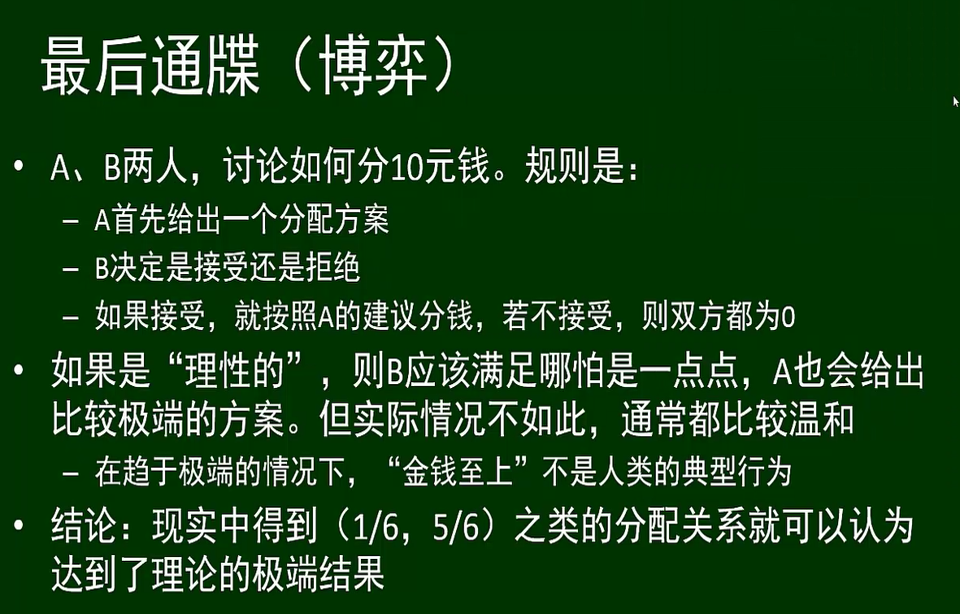 最后通牒（博弈）
• A、B两人，讨论如何分10元钱。规则是：
– A首先给出一个分配方案
– B决定是接受还是拒绝
– 如果接受，就按照A的建议分钱，若不接受，则双方都为0
• 如果是“理性的”，则B应该满足哪怕是一点点，A也会给出
比较极端的方案。但实际情况不如此，通常都比较温和
– 在趋于极端的情况下，“金钱至上”不是人类的典型行为
• 结论：现实中得到（1/6，5/6）之类的分配关系就可以认为
达到了理论的极端结果